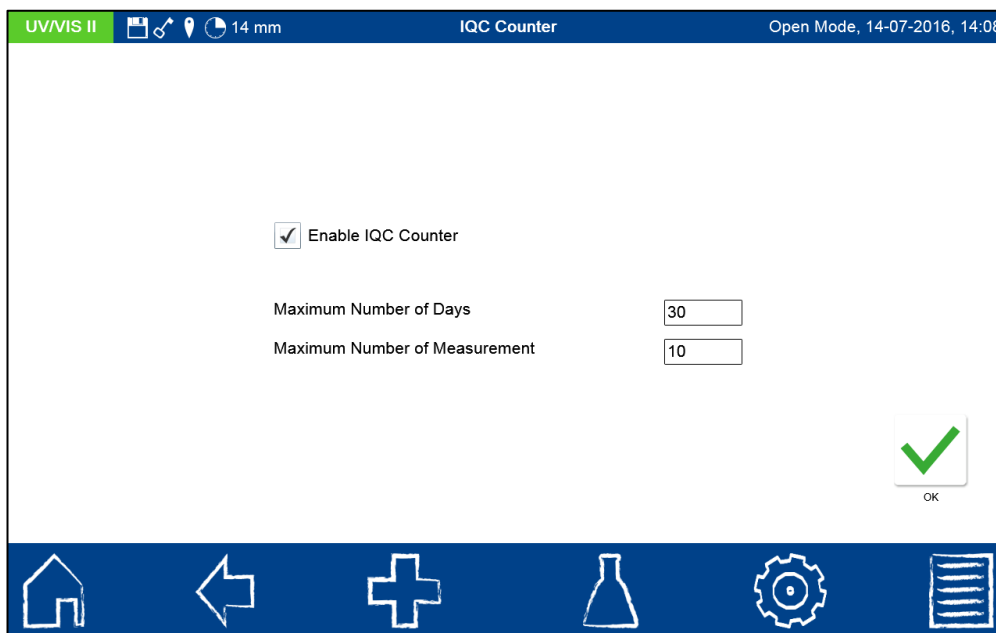 UV/VIS II 14 mm IQC Counter Open Mode, 14-07-2016, 14:08
Enable IQC Counter
Maximum Number of Days 30
Maximum Number of Measurement 10
OK